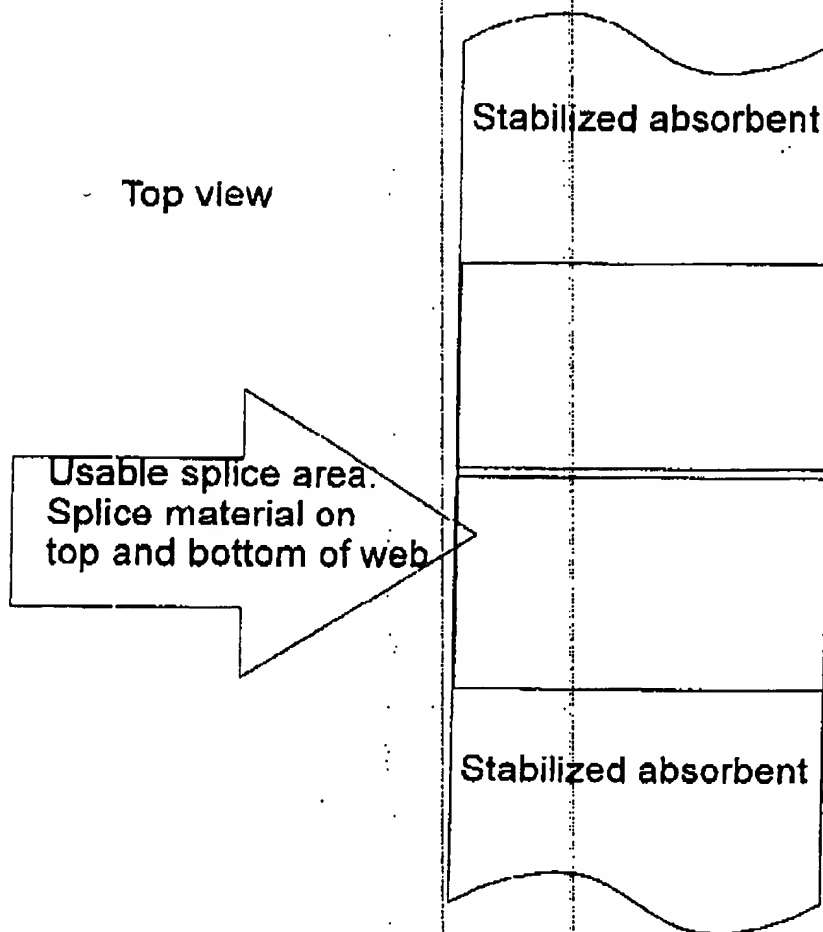 Stabilized absorbent
Top view
Usable splice area.
Splice material on
top and bottom of web
Stabilized absorbent